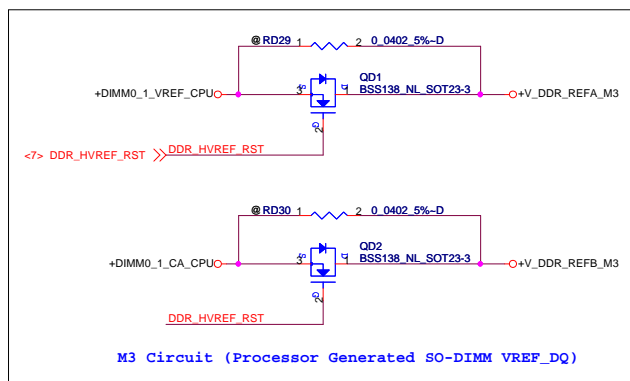 @RD29 1 2 0_0402_5%~D
QD1
+DIMM0_1_VREF_CPU 3 S D 1 BSS138_NL_SOT23-3 +V_DDR_REFA_M3
G
2
<7> DDR_HVREF_RST DDR_HVREF_RST
@RD30 1 2 0_0402_5%~D
QD2
+DIMM0_1_CA_CPU 3 S D 1 BSS138_NL_SOT23-3 +V_DDR_REFB_M3
G
2
DDR_HVREF_RST
M3 Circuit (Processor Generated SO-DIMM VREF_DQ)